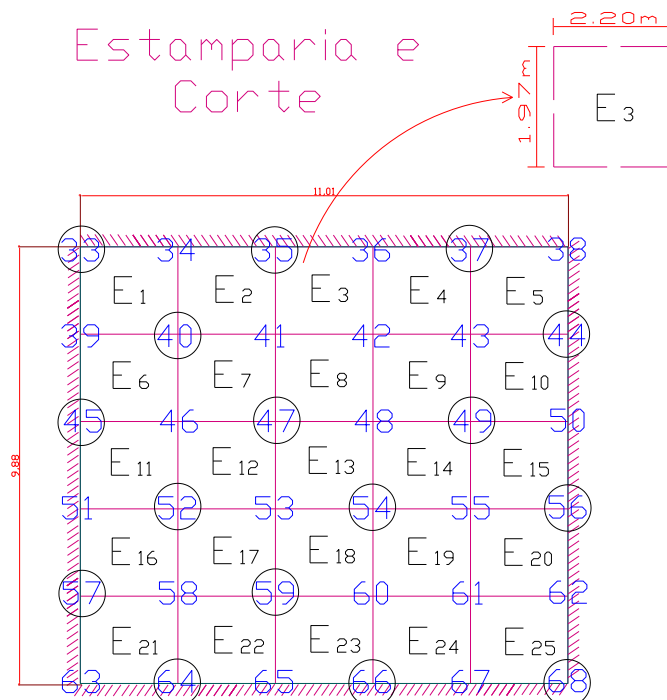 2.20m
Estamparia e
Corte
1.97m
E3
11.01
33 34 35 36 37 38
E1 E2 E3 E4 E5
39 40 41 42 43 44
E6 E7 E8 E9 E10
45 46 47 48 49 50
9.88
E11 E12 E13 E14 E15
51 52 53 54 55 56
E16 E17 E18 E19 E20
57 58 59 60 61 62
E21 E22 E23 E24 E25
63 64 65 66 67 68